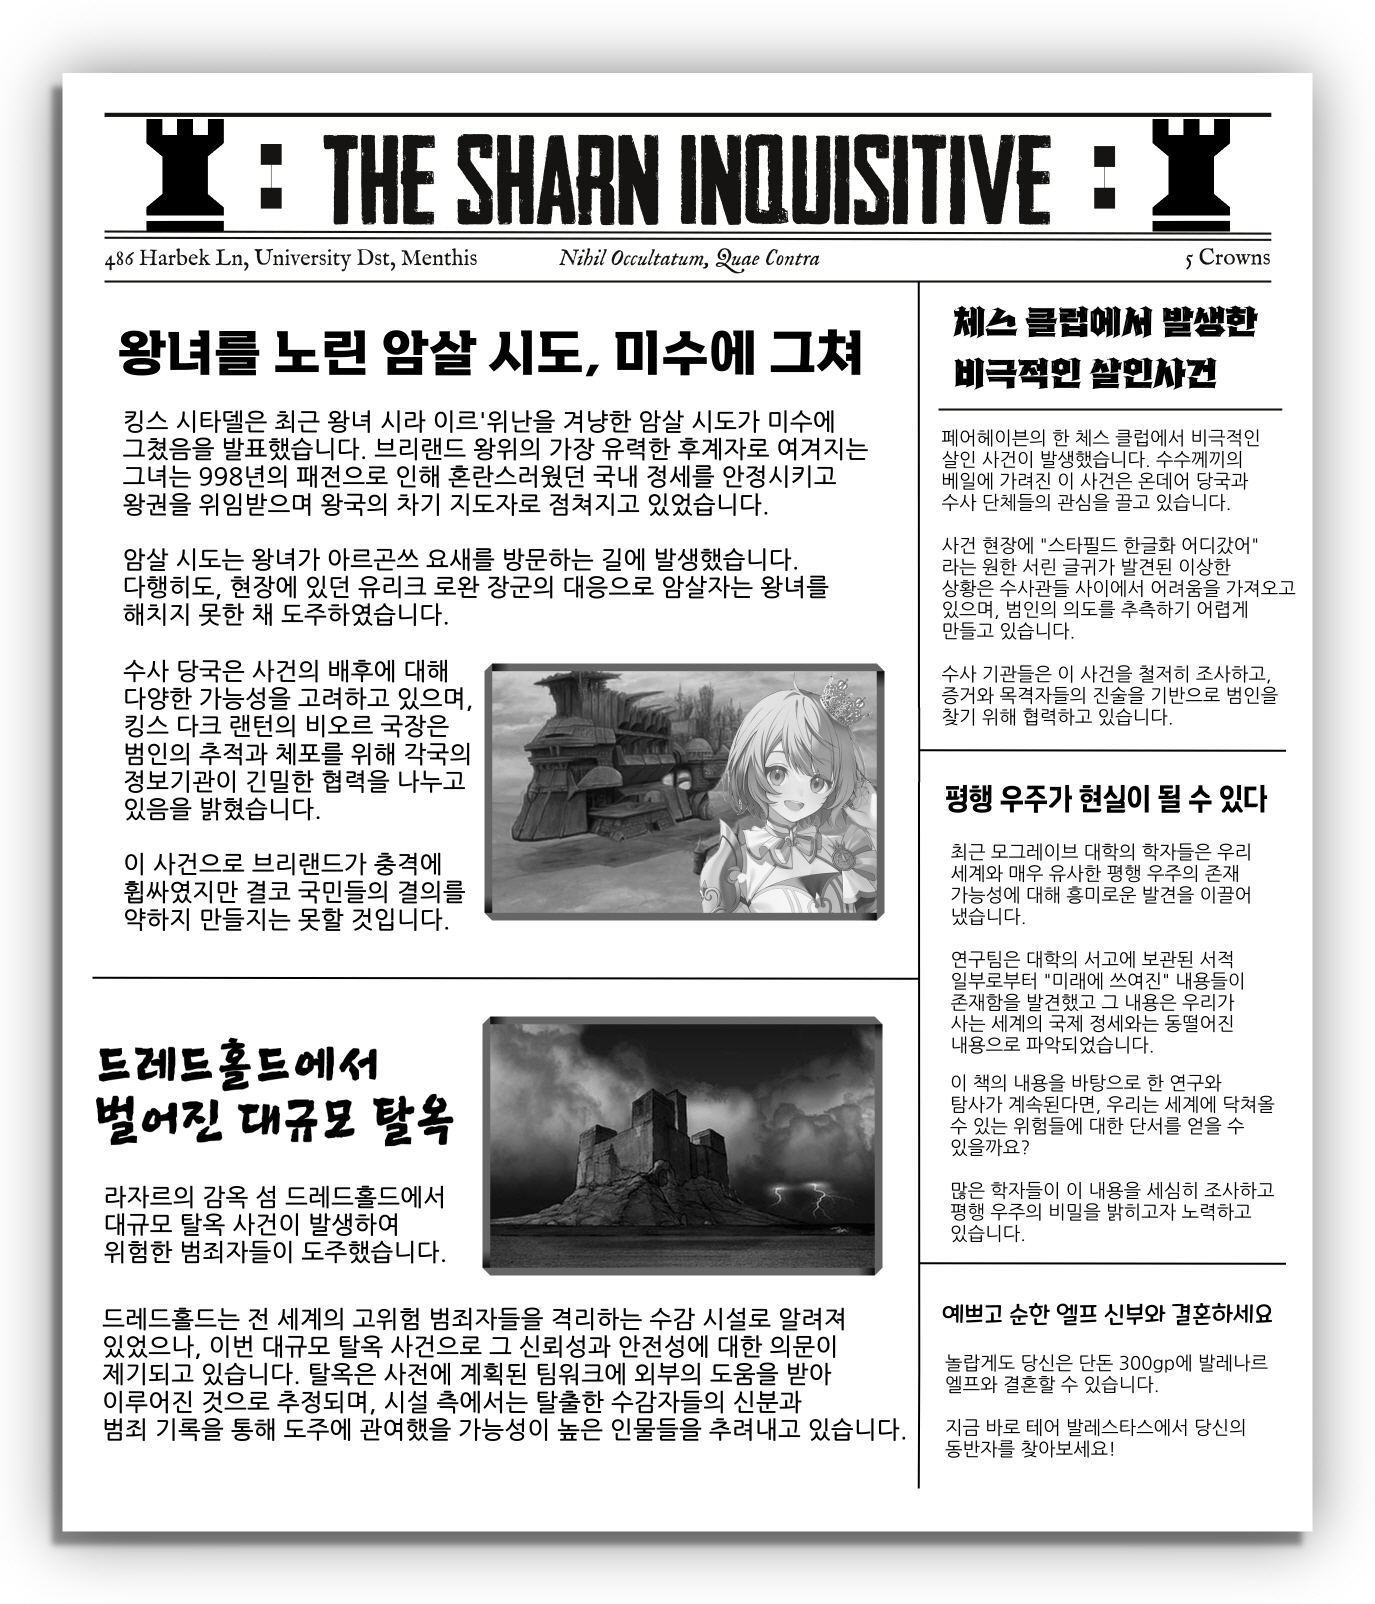 THE SHARN INQUISITIVE
486 Harbek Ln, University Dst, Menthis
Nihil Occultatum, Quae Contra
5 Crowns
왕녀를 노린 암살 시도, 미수에 그쳐
킹스 시타델은 최근 왕녀 시라 이르'위난을 겨냥한 암살 시도가 미수에
그쳤음을 발표했습니다. 브리랜드 왕위의 가장 유력한 후계자로 여겨지는
그녀는 998년의 패전으로 인해 혼란스러웠던 국내 정세를 안정시키고
왕권을 위임받으며 왕국의 차기 지도자로 점쳐지고 있었습니다.
암살 시도는 왕녀가 아르곤쓰 요새를 방문하는 길에 발생했습니다.
다행히도, 현장에 있던 유리크 로완 장군의 대응으로 암살자는 왕녀를
해치지 못한 채 도주하였습니다.
수사 당국은 사건의 배후에 대해
다양한 가능성을 고려하고 있으며,
킹스 다크 랜턴의 비오르 국장은
범인의 추적과 체포를 위해 각국의
정보기관이 긴밀한 협력을 나누고
있음을 밝혔습니다.
이 사건으로 브리랜드가 충격에
휩싸였지만 결코 국민들의 결의를
약하지 만들지는 못할 것입니다.
드레드홀드에서
벌어진 대규모 탈옥
라자르의 감옥 섬 드레드홀드에서
대규모 탈옥 사건이 발생하여
위험한 범죄자들이 도주했습니다.
드레드홀드는 전 세계의 고위험 범죄자들을 격리하는 수감 시설로 알려져
있었으나, 이번 대규모 탈옥 사건으로 그 신뢰성과 안전성에 대한 의문이
제기되고 있습니다. 탈옥은 사전에 계획된 팀워크에 외부의 도움을 받아
이루어진 것으로 추정되며, 시설 측에서는 탈출한 수감자들의 신분과
범죄 기록을 통해 도주에 관여했을 가능성이 높은 인물들을 추려내고 있습니다.
체스 클럽에서 발생한
비극적인 살인사건
페어헤이븐의 한 체스 클럽에서 비극적인
살인 사건이 발생했습니다. 수수께끼의
베일에 가려진 이 사건은 온데어 당국과
수사 단체들의 관심을 끌고 있습니다.
사건 현장에 "스타필드 한글화 어디갔어"
라는 원한 서린 글귀가 발견된 이상한
상황은 수사관들 사이에서 어려움을 가져오고
있으며, 범인의 의도를 추측하기 어렵게
만들고 있습니다.
수사 기관들은 이 사건을 철저히 조사하고,
증거와 목격자들의 진술을 기반으로 범인을
찾기 위해 협력하고 있습니다.
평행 우주가 현실이 될 수 있다
최근 모그레이브 대학의 학자들은 우리
세계와 매우 유사한 평행 우주의 존재
가능성에 대해 흥미로운 발견을 이끌어
냈습니다.
연구팀은 대학의 서고에 보관된 서적
일부로부터 "미래에 쓰여진" 내용들이
존재함을 발견했고 그 내용은 우리가
사는 세계의 국제 정세와는 동떨어진
내용으로 파악되었습니다.
이 책의 내용을 바탕으로 한 연구와
탐사가 계속된다면, 우리는 세계에 닥쳐올
수 있는 위험들에 대한 단서를 얻을 수
있을까요?
많은 학자들이 이 내용을 세심히 조사하고
평행 우주의 비밀을 밝히고자 노력하고
있습니다.
예쁘고 순한 엘프 신부와 결혼하세요
놀랍게도 당신은 단돈 300gp에 발레나르
엘프와 결혼할 수 있습니다.
지금 바로 테어 발레스타스에서 당신의
동반자를 찾아보세요!